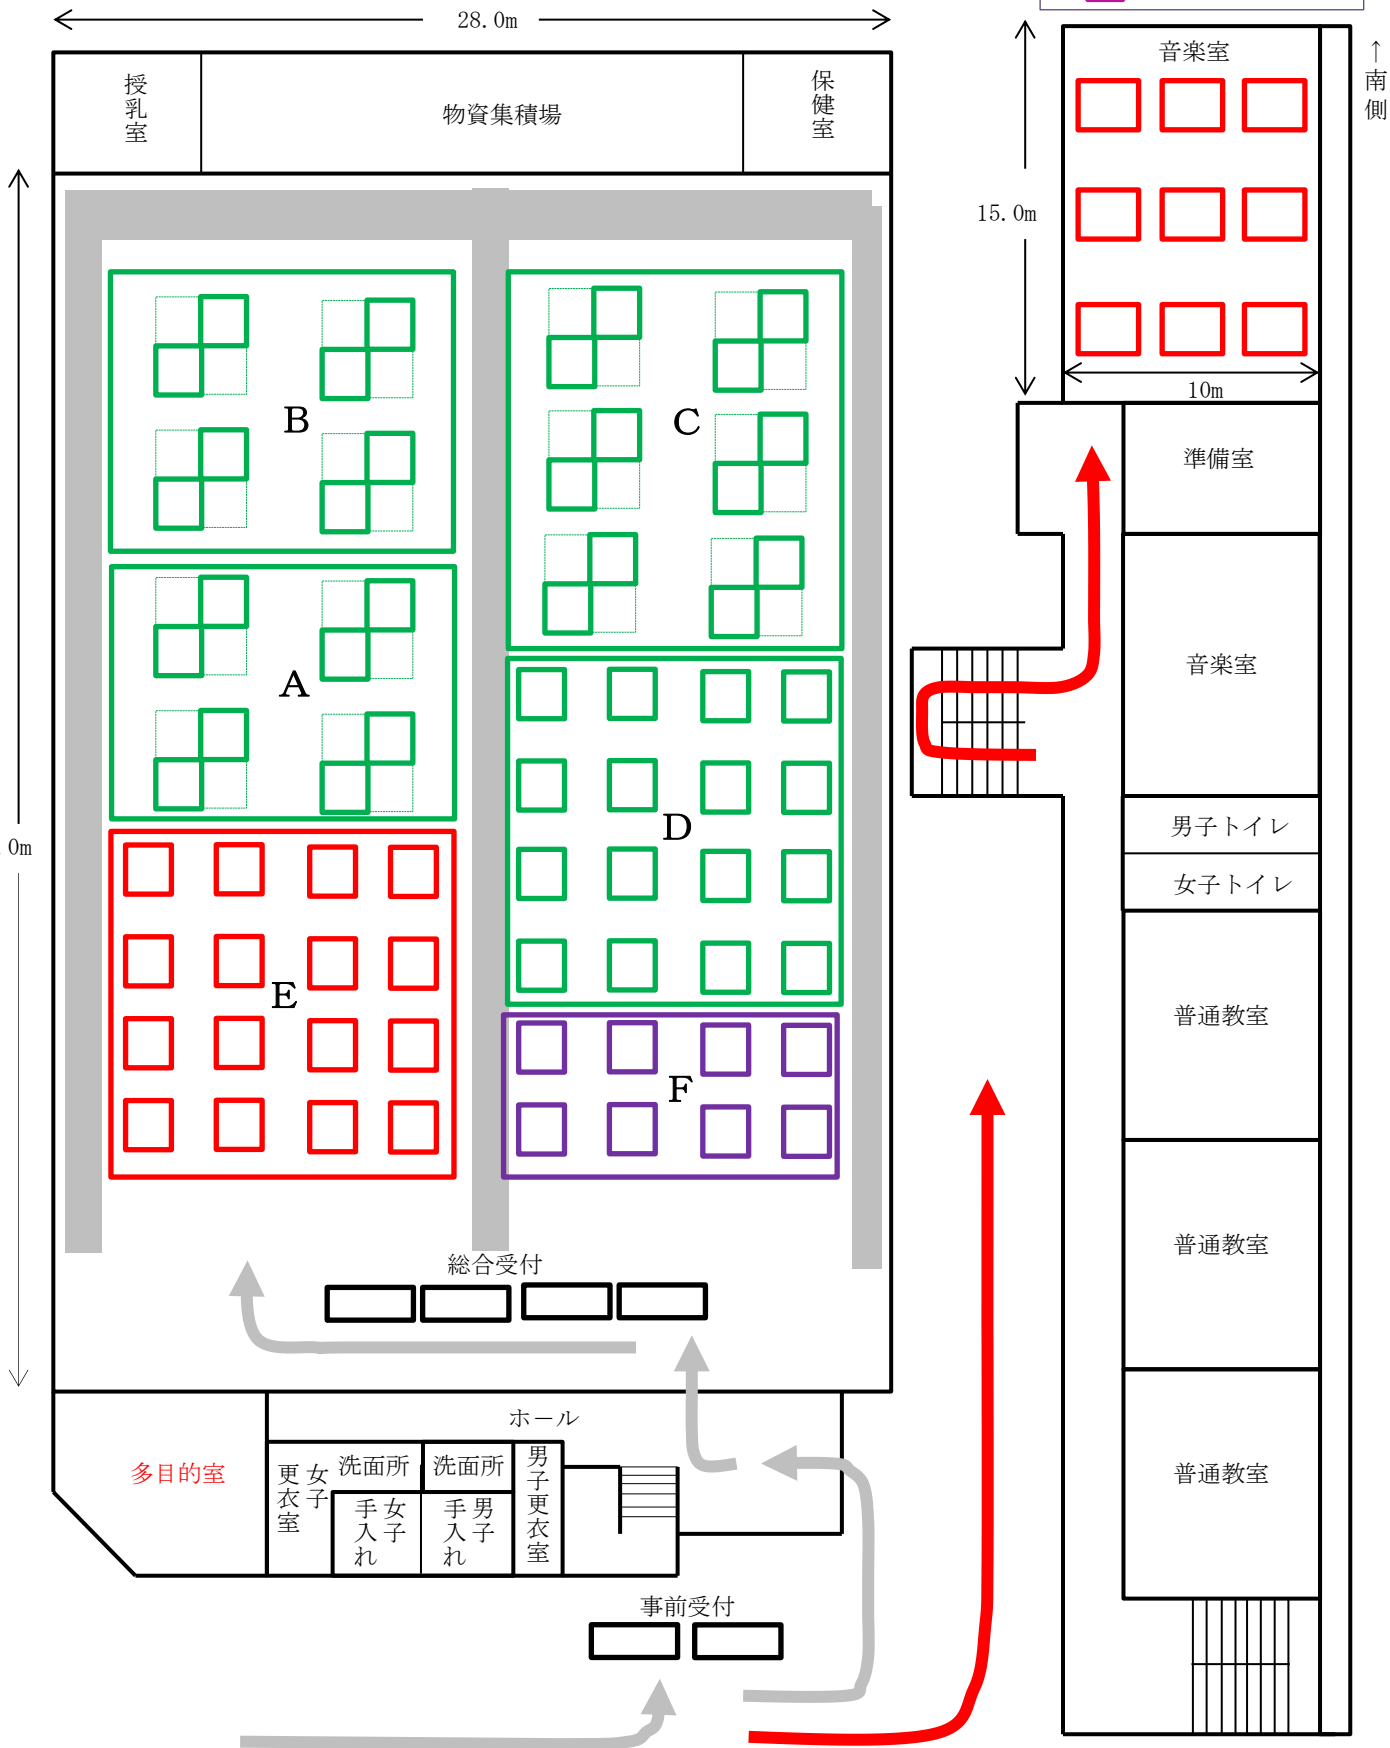 28.0m
授乳室
物資集積場
保健室
音楽室
↑南側
15.0m
10m
B
C
準備室
A
音楽室
D
男子トイレ
0m
女子トイレ
E
普通教室
F
普通教室
総合受付
ホール
普通教室
多目的室
女子更衣室
洗面所
洗面所
男子更衣室
女子手入れ
男子手入れ
事前受付